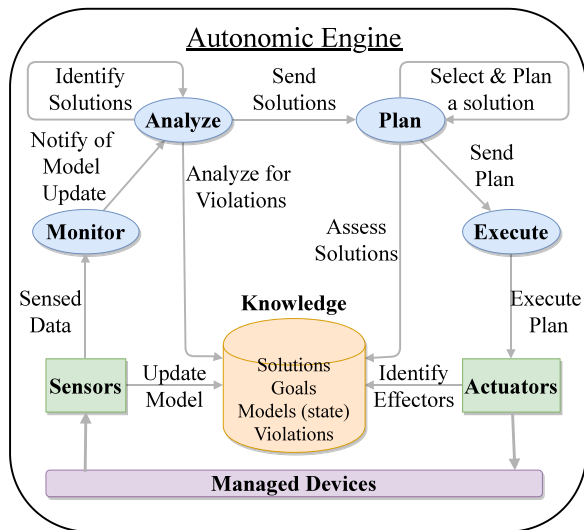 Autonomic Engine
Identify
Solutions
Send
Solutions
Select & Plan
a solution
Analyze
Plan
Notify of
Model
Update
Analyze for
Violations
Send
Plan
Monitor
Assess
Solutions
Execute
Sensed
Data
Knowledge
Execute
Plan
Sensors
Update
Model
Solutions
Goals
Models (state)
Violations
Identify
Effectors
Actuators
Managed Devices